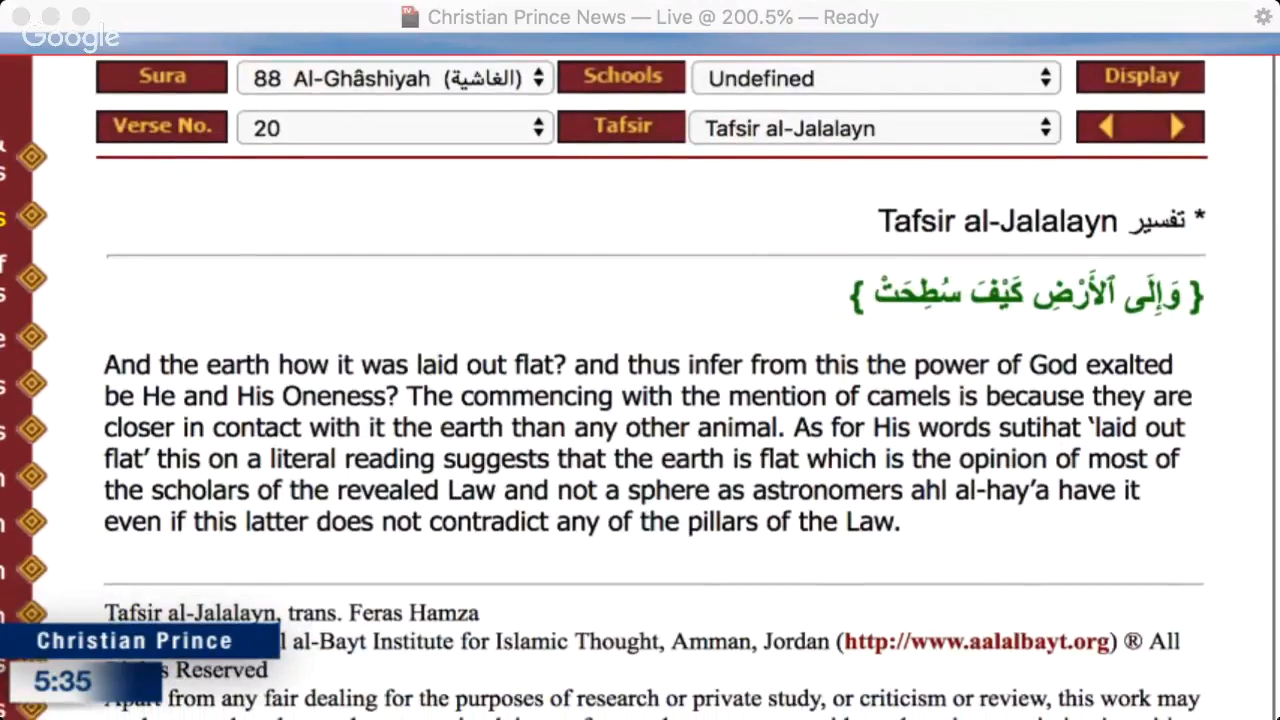 Christian Prince News — Live @ 200.5% — Ready
Google
Sura 88 Al-Ghâshiyah (الغاشية) Schools Undefined Display
Verse No. 20 Tafsir Tafsir al-Jalalayn
* تفسير Tafsir al-Jalalayn
{ وَإِلَى ٱلأَرْضِ كَيْفَ سُطِحَتْ }
And the earth how it was laid out flat? and thus infer from this the power of God exalted
be He and His Oneness? The commencing with the mention of camels is because they are
closer in contact with it the earth than any other animal. As for His words sutihat ‘laid out
flat’ this on a literal reading suggests that the earth is flat which is the opinion of most of
the scholars of the revealed Law and not a sphere as astronomers ahl al-hay’a have it
even if this latter does not contradict any of the pillars of the Law.
Tafsir al-Jalalayn, trans. Feras Hamza
al-Bayt Institute for Islamic Thought, Amman, Jordan (http://www.aalalbayt.org) ® All
Reserved
from any fair dealing for the purposes of research or private study, or criticism or review, this work may
Christian Prince
5:35